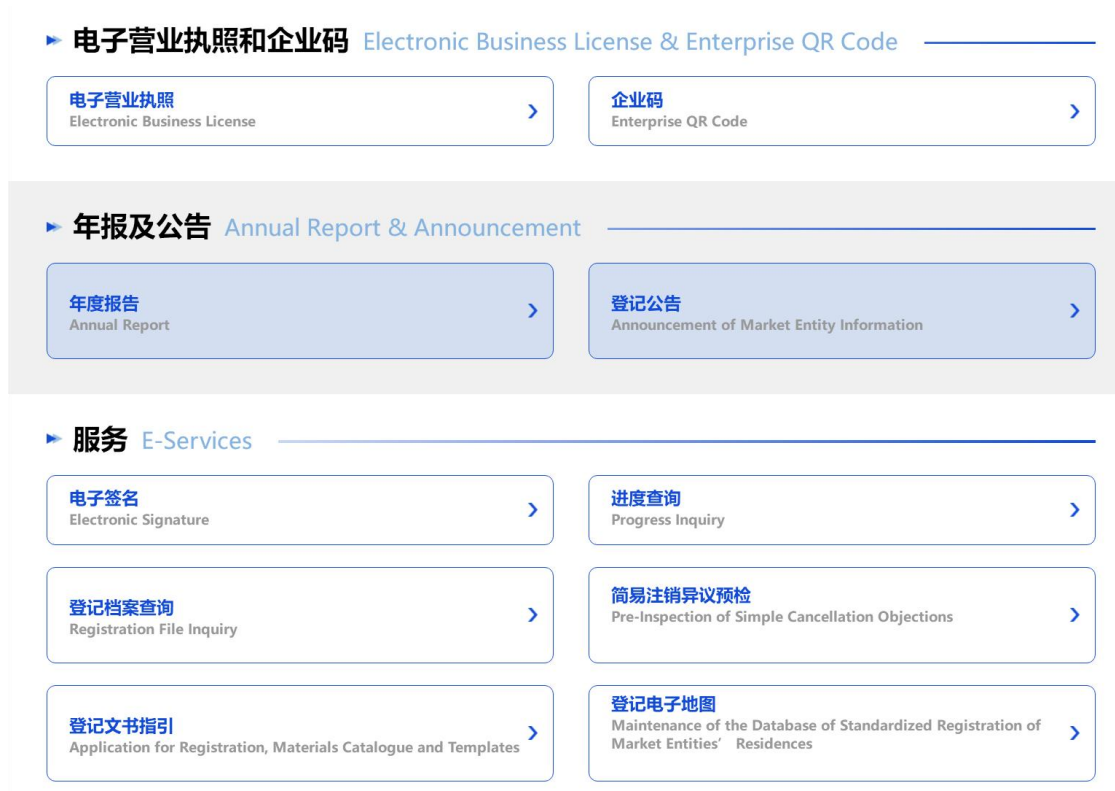 电子营业执照和企业码 Electronic Business License & Enterprise QR Code
电子营业执照
Electronic Business License
企业码
Enterprise QR Code
年报及公告 Annual Report & Announcement
年度报告
Annual Report
登记公告
Announcement of Market Entity Information
服务 E-Services
电子签名
Electronic Signature
进度查询
Progress Inquiry
登记档案查询
Registration File Inquiry
简易注销异议预检
Pre-Inspection of Simple Cancellation Objections
登记文书指引
Application for Registration, Materials Catalogue and Templates
登记电子地图
Maintenance of the Database of Standardized Registration of
Market Entities’ Residences